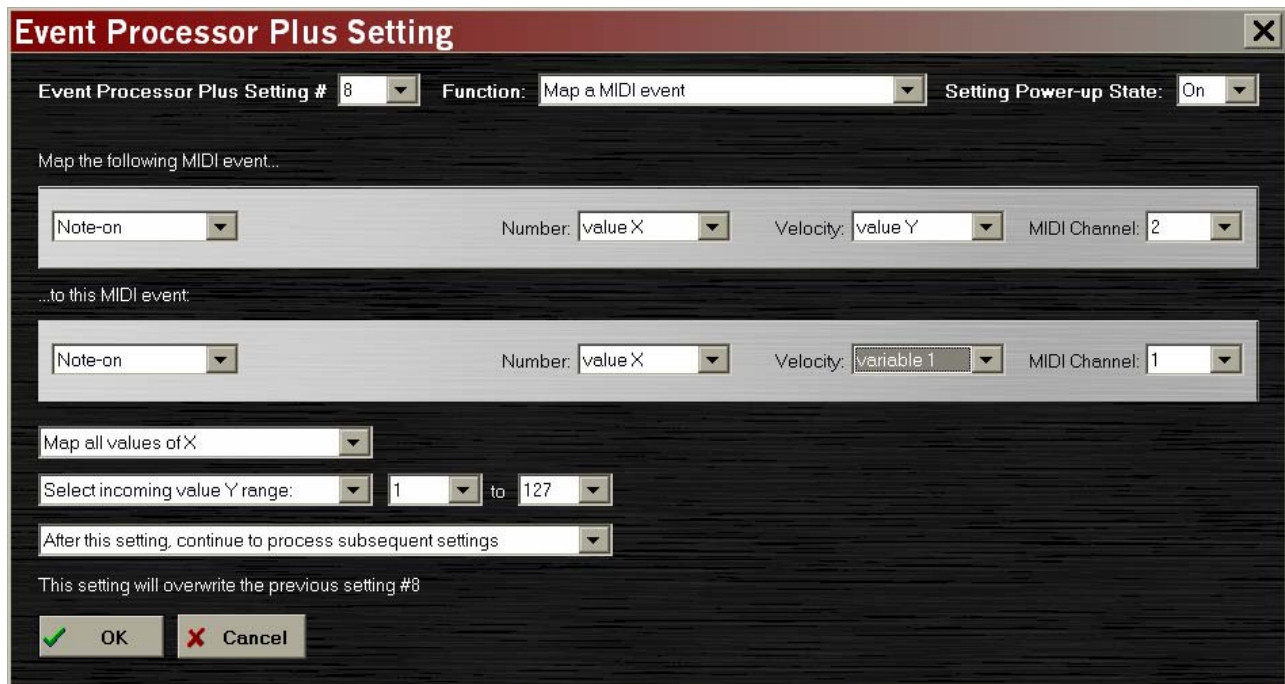 Event Processor Plus Setting
Event Processor Plus Setting # 8 Function: Map a MIDI event Setting Power-up State: On
Map the following MIDI event...
Note-on Number: value X Velocity: value Y MIDI Channel: 2
...to this MIDI event:
Note-on Number: value X Velocity: variable 1 MIDI Channel: 1
Map all values of X
Select incoming value Y range: 1 to 127
After this setting, continue to process subsequent settings
This setting will overwrite the previous setting #8
OK Cancel